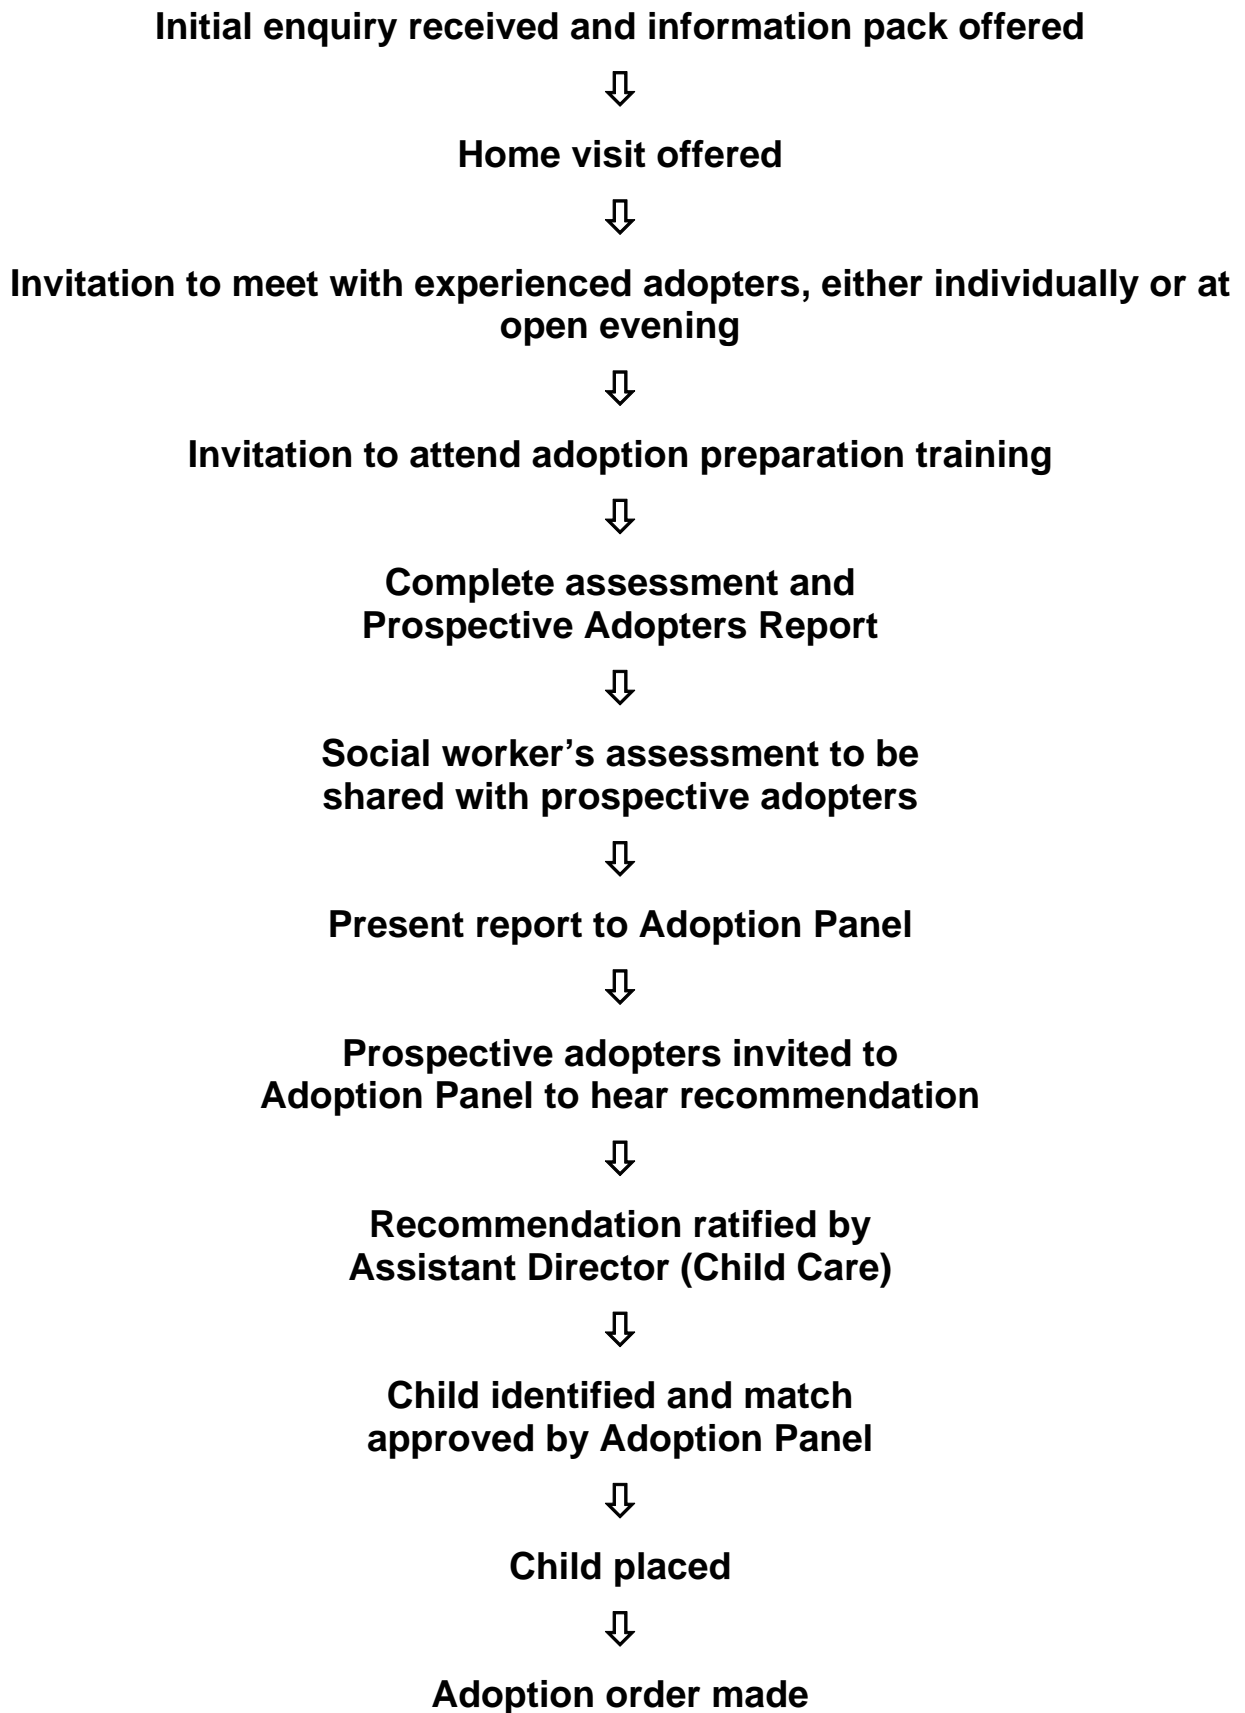 Initial enquiry received and information pack offered
⇩
Home visit offered
⇩
Invitation to meet with experienced adopters, either individually or at
open evening
⇩
Invitation to attend adoption preparation training
⇩
Complete assessment and
Prospective Adopters Report
⇩
Social worker’s assessment to be
shared with prospective adopters
⇩
Present report to Adoption Panel
⇩
Prospective adopters invited to
Adoption Panel to hear recommendation
⇩
Recommendation ratified by
Assistant Director (Child Care)
⇩
Child identified and match
approved by Adoption Panel
⇩
Child placed
⇩
Adoption order made